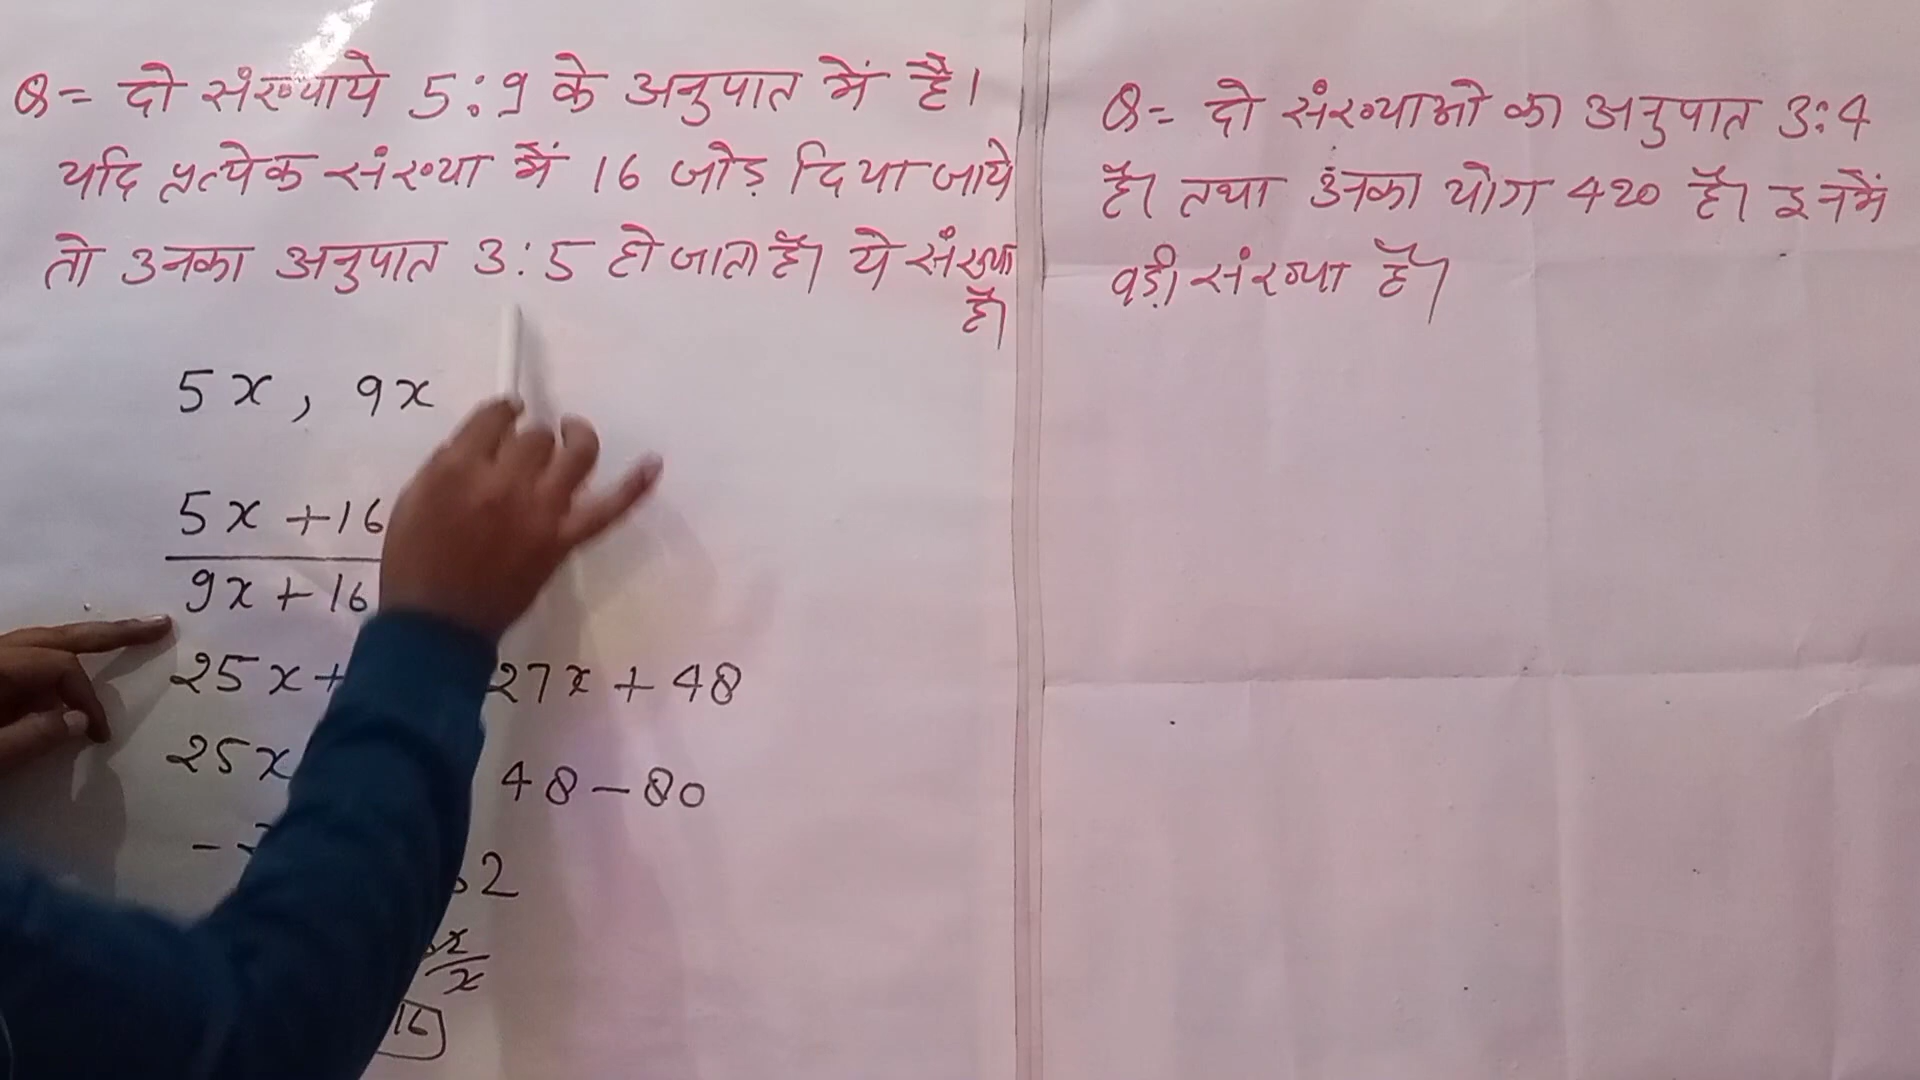 Q= दो संख्याये 5:9 के अनुपात में है।
यदि प्रत्येक संख्या में 16 जोड़ दिया जाये
तो उनका अनुपात 3:5 हो जाता है। ये संख्या
है।
5x, 9x
5x +16
9x + 16
25x+ 27x + 48
25x 48-80
2
x
x
16
Q= दो संख्याओ का अनुपात 3:4
है। तथा उनका योग 420 है। इनमें
बड़ी संख्या है।